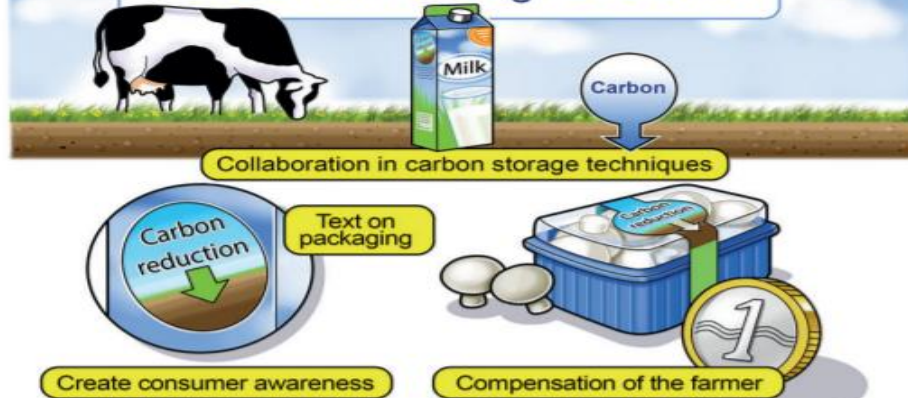 Milk
Carbon
Collaboration in carbon storage techniques
Carbon
reduction
Text on
packaging
Carbon
reduction
1
Create consumer awareness
Compensation of the farmer